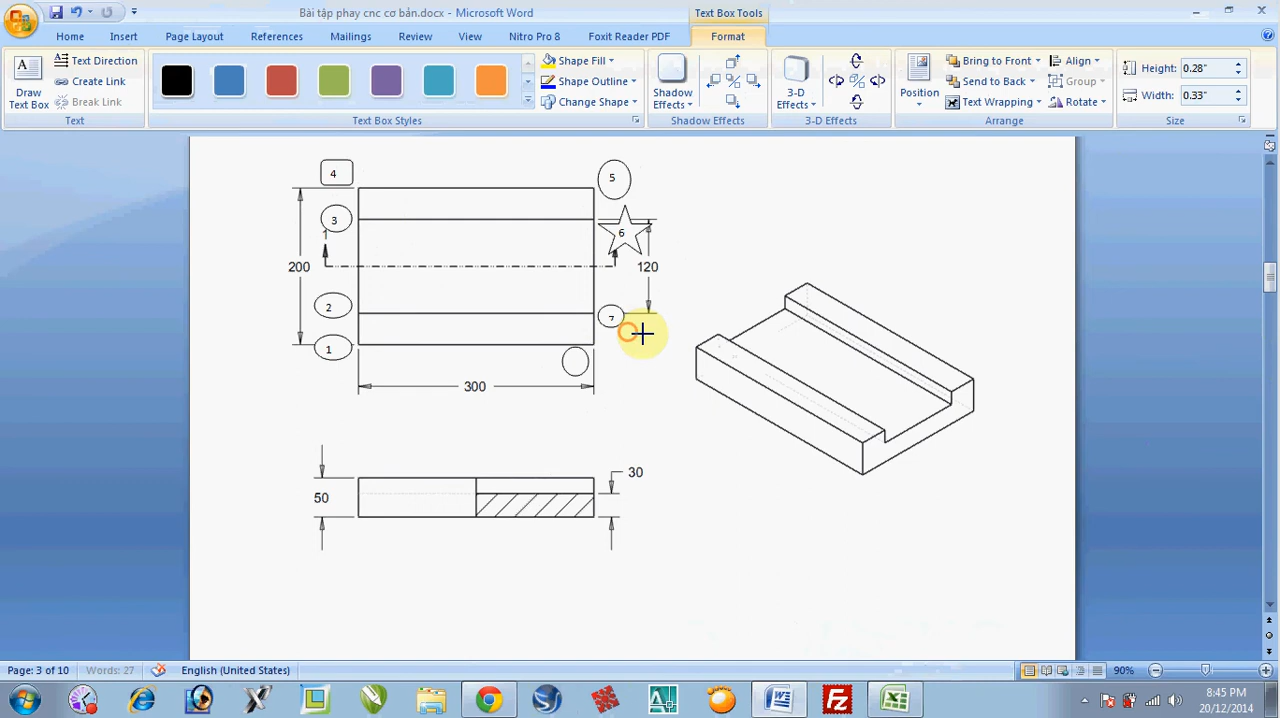 Bài tập phay cnc cơ bản.docx - Microsoft Word
Text Box Tools
Home Insert Page Layout References Mailings Review View Nitro Pro 8 Foxit Reader PDF Format
Draw Text Box
Text Direction
Create Link
Break Link
Text
Shape Fill
Shape Outline
Change Shape
Text Box Styles
Shadow Effects
Shadow Effects
3-D Effects
3-D Effects
Position
Bring to Front
Send to Back
Text Wrapping
Align
Group
Rotate
Arrange
Height: 0.28"
Width: 0.33"
Size
4
5
3
1
6
200
120
2
7
1
300
30
50
Page: 3 of 10 Words: 27 English (United States) 90%
8:45 PM
20/12/2014